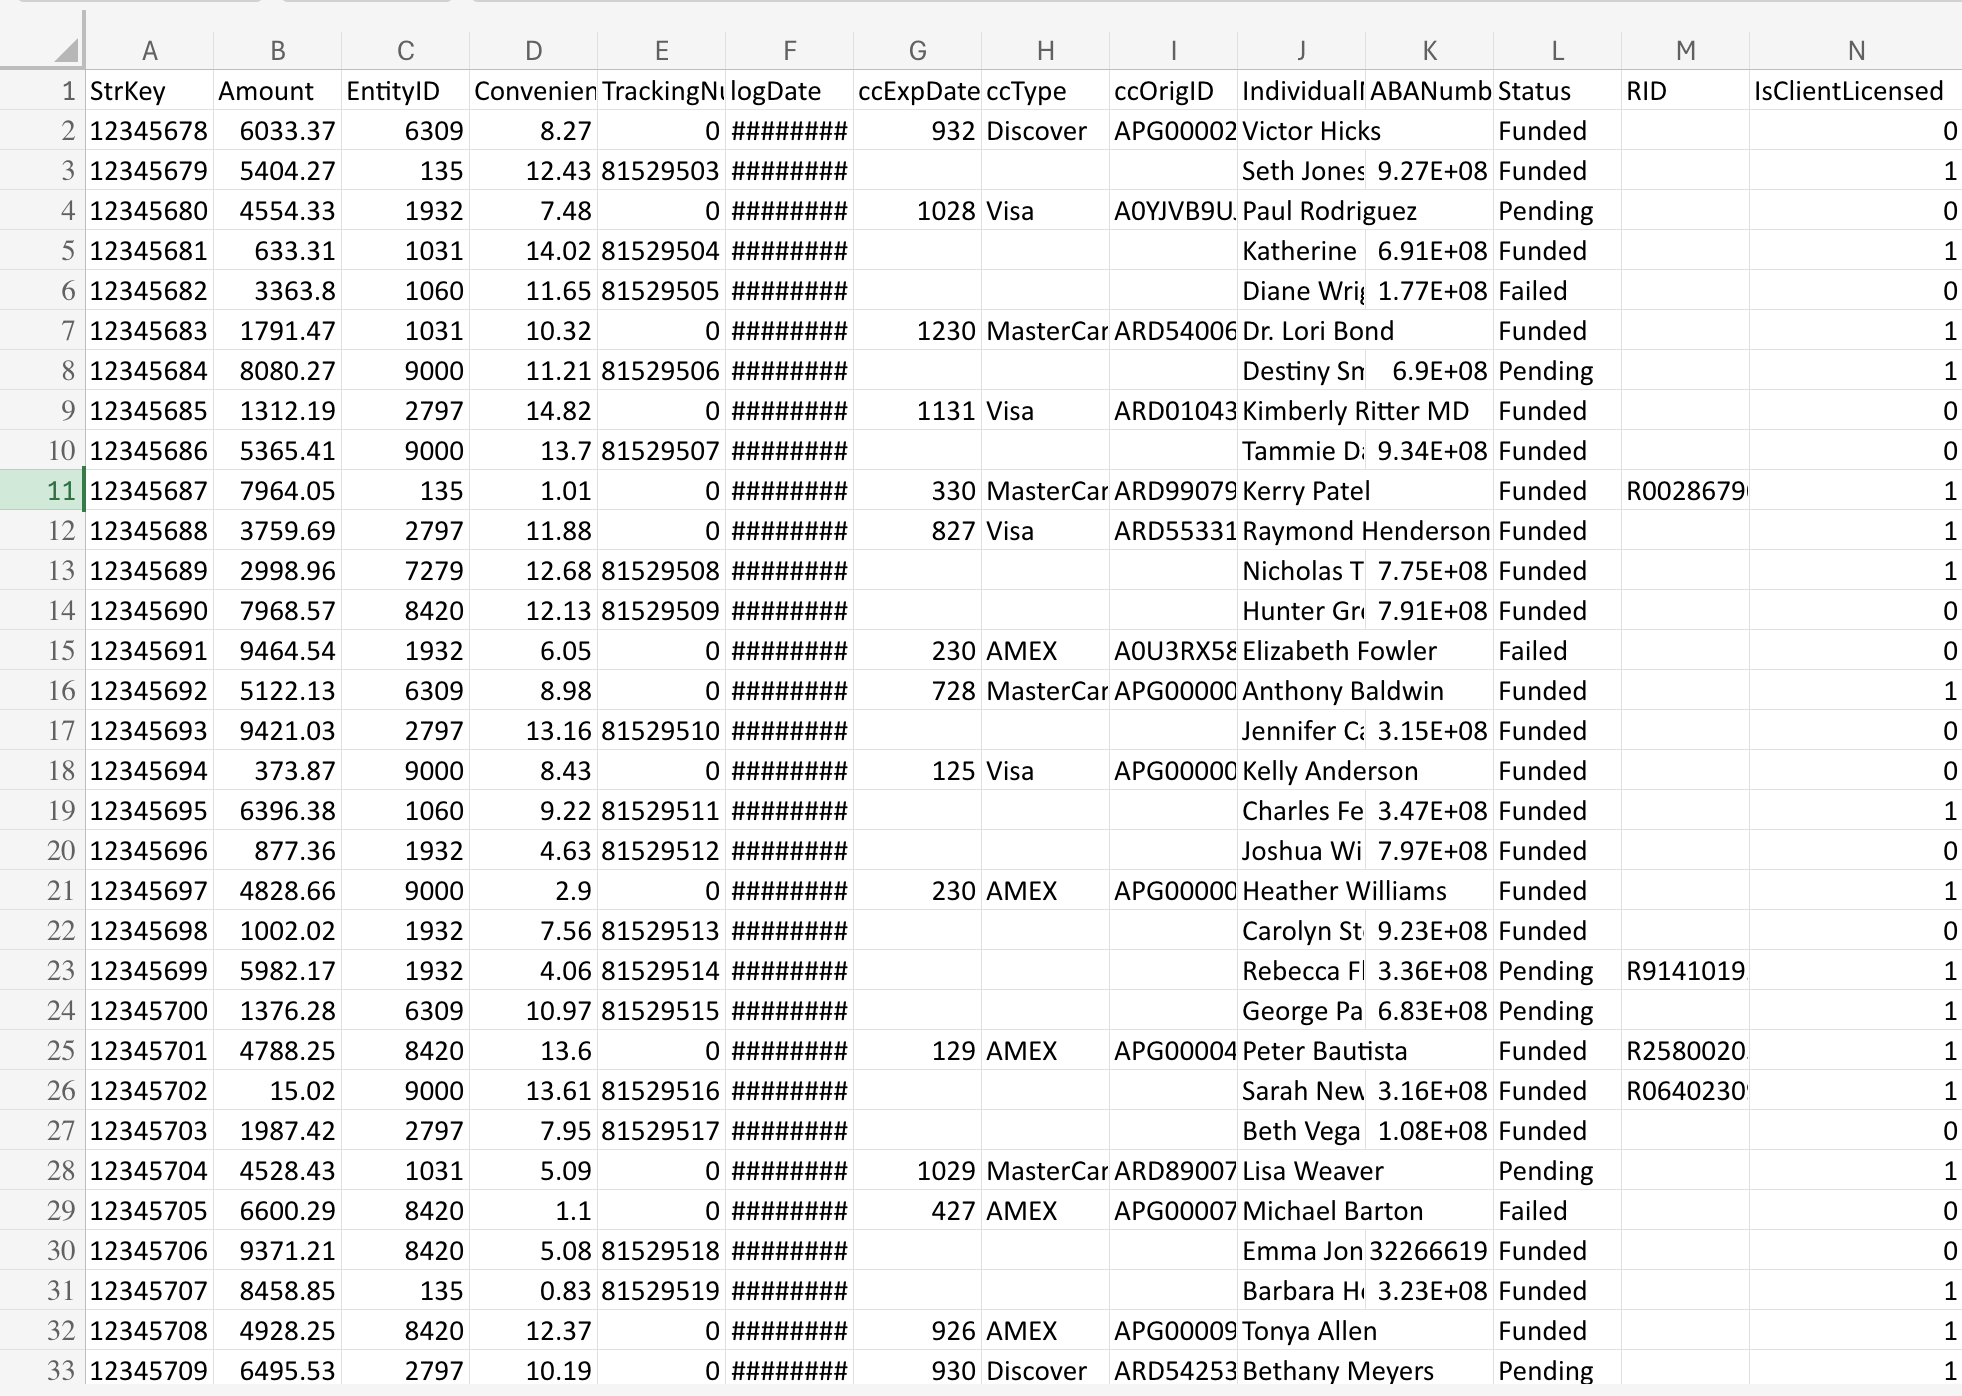 A B C D E F G H I J K L M N
1 StrKey Amount EntityID Convenien TrackingNu logDate ccExpDate ccType ccOrigID IndividualN ABANumb Status RID IsClientLicensed
2 12345678 6033.37 6309 8.27 0 ######## 932 Discover APG00002 Victor Hicks Funded 0
3 12345679 5404.27 135 12.43 81529503 ######## Seth Jones 9.27E+08 Funded 1
4 12345680 4554.33 1932 7.48 0 ######## 1028 Visa A0YJVB9UJ Paul Rodriguez Pending 0
5 12345681 633.31 1031 14.02 81529504 ######## Katherine 6.91E+08 Funded 1
6 12345682 3363.8 1060 11.65 81529505 ######## Diane Wrig 1.77E+08 Failed 0
7 12345683 1791.47 1031 10.32 0 ######## 1230 MasterCar ARD54006 Dr. Lori Bond Funded 1
8 12345684 8080.27 9000 11.21 81529506 ######## Destiny Sm 6.9E+08 Pending 1
9 12345685 1312.19 2797 14.82 0 ######## 1131 Visa ARD01043 Kimberly Ritter MD Funded 0
10 12345686 5365.41 9000 13.7 81529507 ######## Tammie Da 9.34E+08 Funded 0
11 12345687 7964.05 135 1.01 0 ######## 330 MasterCar ARD99079 Kerry Patel Funded R0028679 1
12 12345688 3759.69 2797 11.88 0 ######## 827 Visa ARD55331 Raymond Henderson Funded 1
13 12345689 2998.96 7279 12.68 81529508 ######## Nicholas T 7.75E+08 Funded 1
14 12345690 7968.57 8420 12.13 81529509 ######## Hunter Gr 7.91E+08 Funded 0
15 12345691 9464.54 1932 6.05 0 ######## 230 AMEX A0U3RX58 Elizabeth Fowler Failed 0
16 12345692 5122.13 6309 8.98 0 ######## 728 MasterCar APG00000 Anthony Baldwin Funded 1
17 12345693 9421.03 2797 13.16 81529510 ######## Jennifer Ca 3.15E+08 Funded 0
18 12345694 373.87 9000 8.43 0 ######## 125 Visa APG00000 Kelly Anderson Funded 0
19 12345695 6396.38 1060 9.22 81529511 ######## Charles Fe 3.47E+08 Funded 1
20 12345696 877.36 1932 4.63 81529512 ######## Joshua Wi 7.97E+08 Funded 0
21 12345697 4828.66 9000 2.9 0 ######## 230 AMEX APG00000 Heather Williams Funded 1
22 12345698 1002.02 1932 7.56 81529513 ######## Carolyn St 9.23E+08 Funded 0
23 12345699 5982.17 1932 4.06 81529514 ######## Rebecca Fl 3.36E+08 Pending R9141019 1
24 12345700 1376.28 6309 10.97 81529515 ######## George Pa 6.83E+08 Pending 1
25 12345701 4788.25 8420 13.6 0 ######## 129 AMEX APG00004 Peter Bautista Funded R2580020 1
26 12345702 15.02 9000 13.61 81529516 ######## Sarah New 3.16E+08 Funded R0640230 1
27 12345703 1987.42 2797 7.95 81529517 ######## Beth Vega 1.08E+08 Funded 0
28 12345704 4528.43 1031 5.09 0 ######## 1029 MasterCar ARD89007 Lisa Weaver Pending 1
29 12345705 6600.29 8420 1.1 0 ######## 427 AMEX APG00007 Michael Barton Failed 0
30 12345706 9371.21 8420 5.08 81529518 ######## Emma Jon 32266619 Funded 0
31 12345707 8458.85 135 0.83 81529519 ######## Barbara H 3.23E+08 Funded 1
32 12345708 4928.25 8420 12.37 0 ######## 926 AMEX APG00009 Tonya Allen Funded 1
33 12345709 6495.53 2797 10.19 0 ######## 930 Discover ARD54253 Bethany Meyers Pending 1